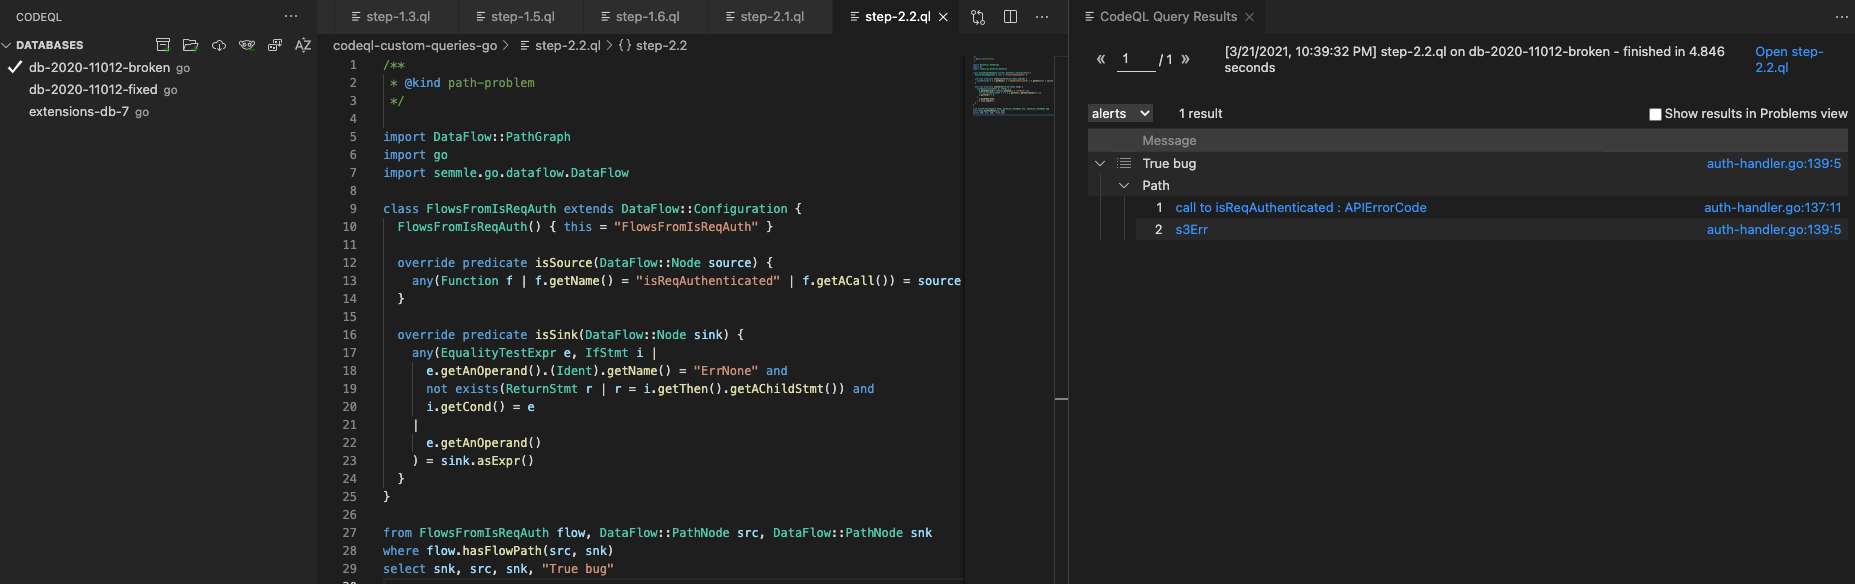 CODEQL
DATABASES
db-2020-11012-broken go
db-2020-11012-fixed go
extensions-db-7 go
step-1.3.ql
step-1.5.ql
step-1.6.ql
step-2.1.ql
step-2.2.ql
codeql-custom-queries-go > step-2.2.ql > {} step-2.2
1 /**
2  * @kind path-problem
3  */
4
5 import DataFlow::PathGraph
6 import go
7 import semmle.go.dataflow.DataFlow
8
9 class FlowsFromIsReqAuth extends DataFlow::Configuration {
10   FlowsFromIsReqAuth() { this = "FlowsFromIsReqAuth" }
11
12   override predicate isSource(DataFlow::Node source) {
13     any(Function f | f.getName() = "isReqAuthenticated" | f.getACall()) = source
14   }
15
16   override predicate isSink(DataFlow::Node sink) {
17     any(EqualityTestExpr e, IfStmt i |
18       e.getAnOperand().(Ident).getName() = "ErrNone" and
19       not exists(ReturnStmt r | r = i.getThen().getAChildStmt()) and
20       i.getCond() = e
21     |
22       e.getAnOperand()
23     ) = sink.asExpr()
24   }
25 }
26
27 from FlowsFromIsReqAuth flow, DataFlow::PathNode src, DataFlow::PathNode snk
28 where flow.hasFlowPath(src, snk)
29 select snk, src, snk, "True bug"
CodeQL Query Results
« 1 / 1 »
[3/21/2021, 10:39:32 PM] step-2.2.ql on db-2020-11012-broken - finished in 4.846
seconds
Open step-
2.2.ql
alerts 1 result Show results in Problems view
Message
True bug auth-handler.go:139:5
Path
1 call to isReqAuthenticated : APIErrorCode auth-handler.go:137:11
2 s3Err auth-handler.go:139:5